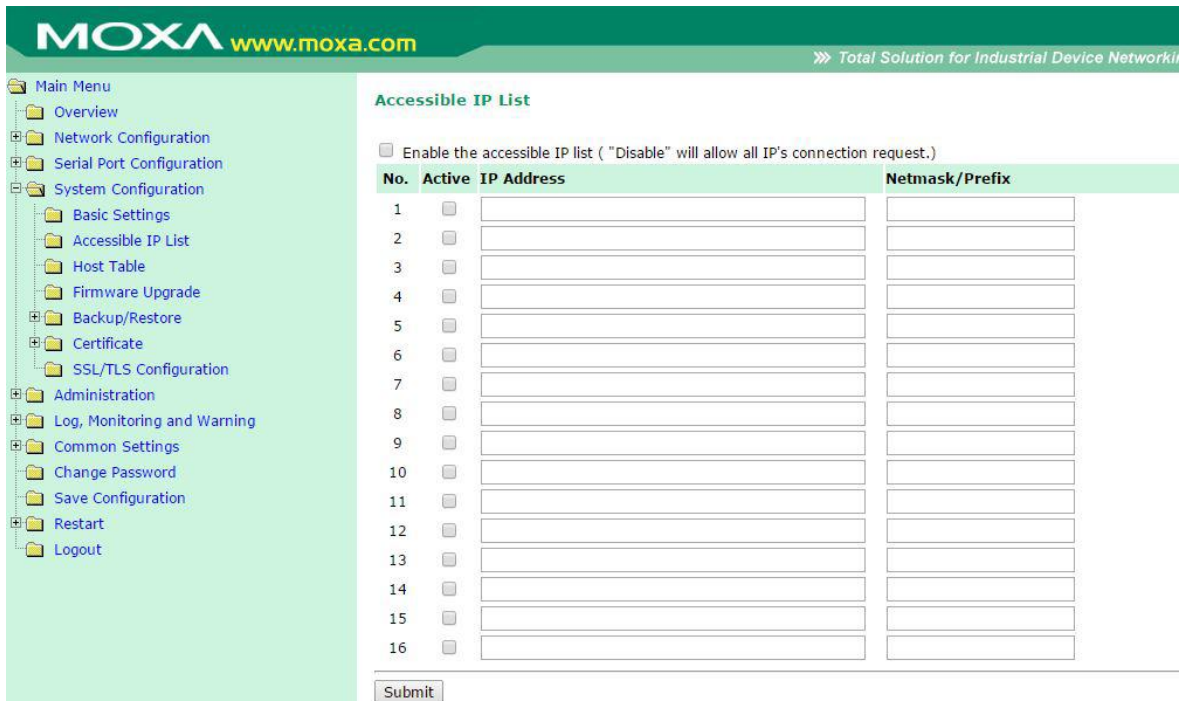 MOXA www.moxa.com
Total Solution for Industrial Device Networkin
Main Menu
Overview
Network Configuration
Serial Port Configuration
System Configuration
Basic Settings
Accessible IP List
Host Table
Firmware Upgrade
Backup/Restore
Certificate
SSL/TLS Configuration
Administration
Log, Monitoring and Warning
Common Settings
Change Password
Save Configuration
Restart
Logout
Accessible IP List
Enable the accessible IP list ( "Disable" will allow all IP's connection request.)
No. Active IP Address Netmask/Prefix
1
2
3
4
5
6
7
8
9
10
11
12
13
14
15
16
Submit